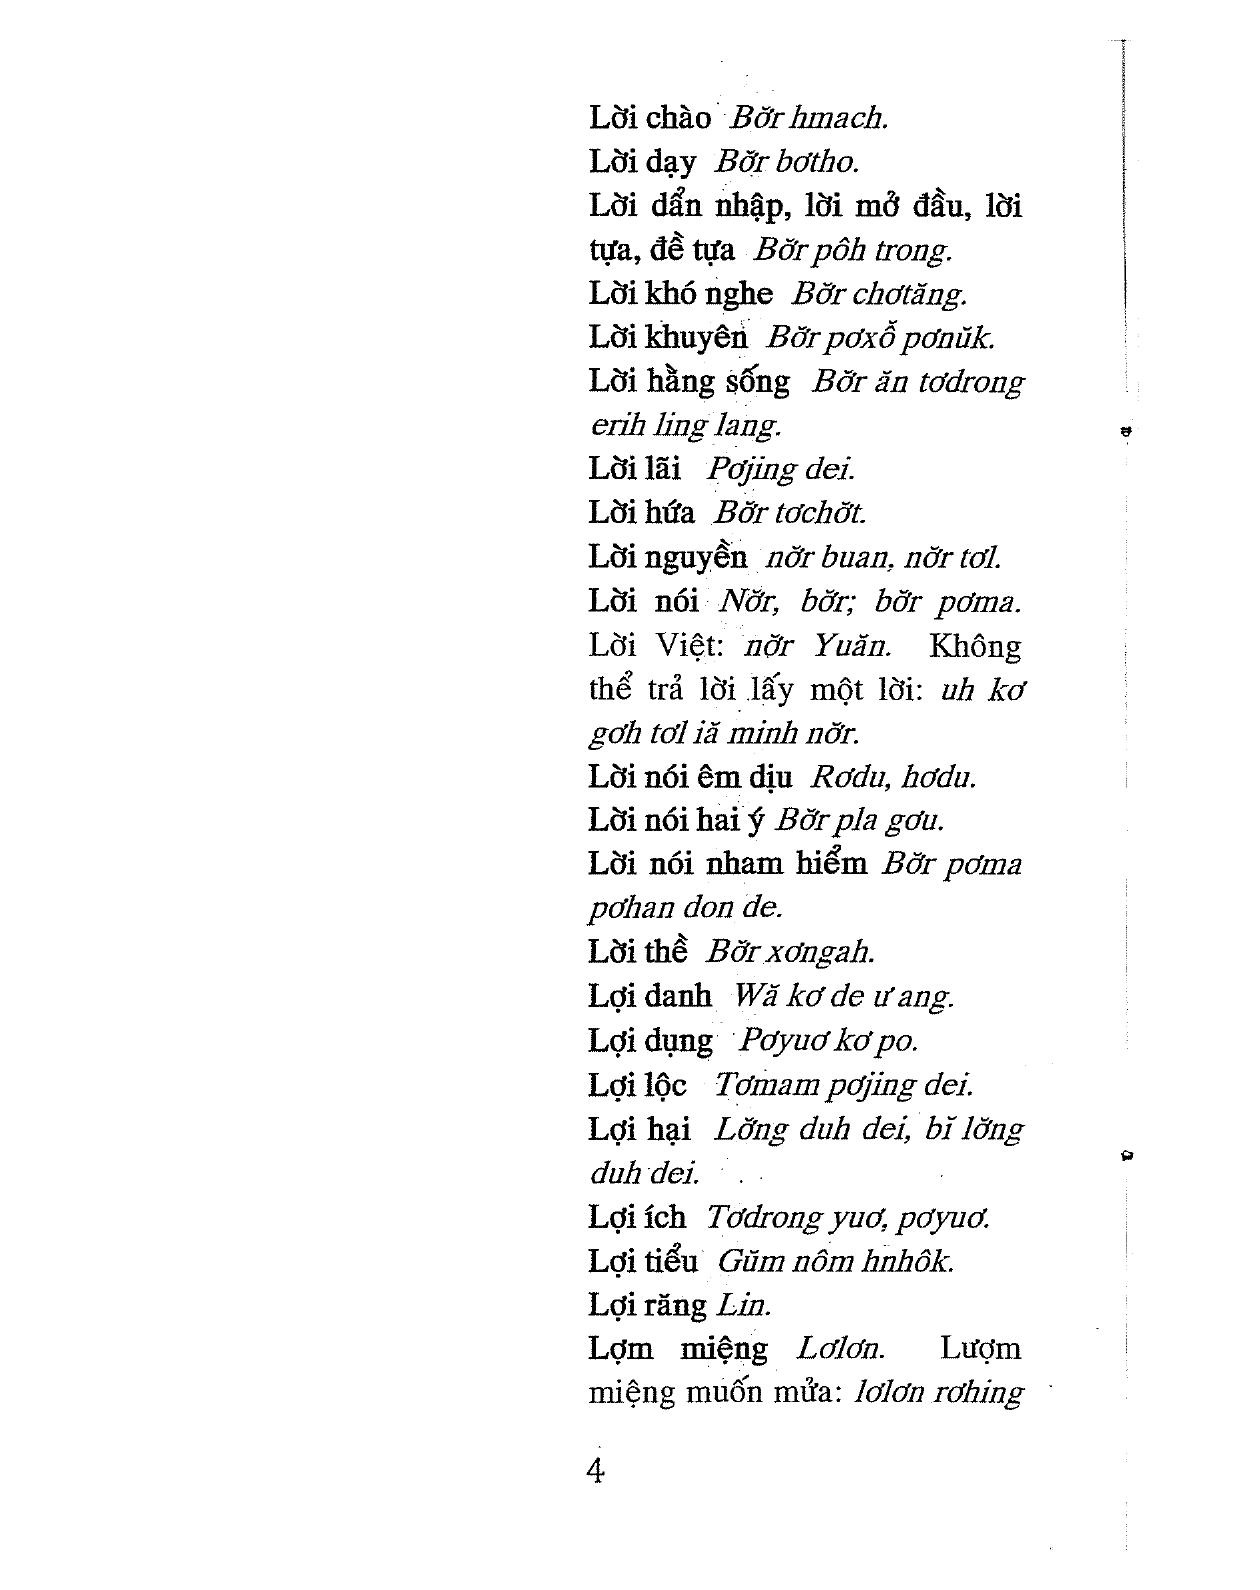 Lời chào Bơ̆r hmach.
Lời dạy Bơ̆r bơtho.
Lời dẩn nhập, lời mở đầu, lời
tựa, đề tựa Bơ̆r pôh trong.
Lời khó nghe Bơ̆r chơtăng.
Lời khuyên Bơ̆r pơxô̆ pơnŭk.
Lời hằng sống Bơ̆r ăn tơdrong
erih ling lang.
Lời lãi Pơjing dei.
Lời hứa Bơ̆r tơchơ̆t.
Lời nguyền nơ̆r buan, nơ̆r tơl.
Lời nói Nơ̆r, bơ̆r; bơ̆r pơma.
Lời Việt: nơ̆r Yuăn. Không
thể trả lời lấy một lời: uh kơ
gơh tơl iă minh nơ̆r.
Lời nói êm dịu Rơdu, hơdu.
Lời nói hai ý Bơ̆r pla gơu.
Lời nói nham hiểm Bơ̆r pơma
pơhan don de.
Lời thề Bơ̆r xơngah.
Lợi danh Wă kơ de ư ang.
Lợi dụng Pơyuơ kơ po.
Lợi lộc Tơmam pơjing dei.
Lợi hại Lơ̆ng duh dei, bĭ lơ̆ng
duh dei.
Lợi ích Tơdrong yuơ, pơyuơ.
Lợi tiểu Gŭm nôm hnhôk.
Lợi răng Lin.
Lợm miệng Lơlơn. Lượm
miệng muốn mửa: lơlơn rơhing
4